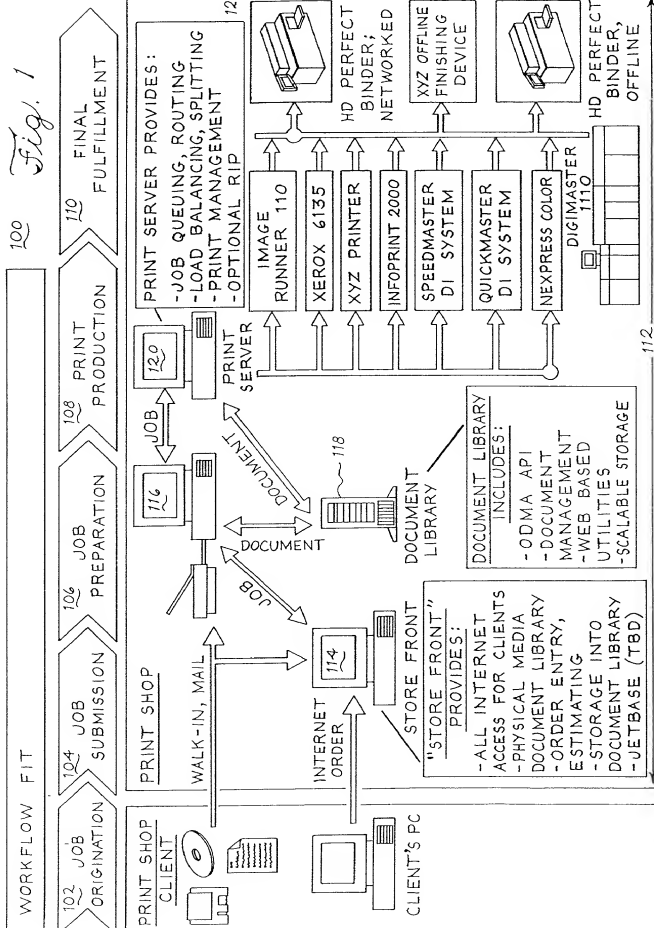 100
Fig. 1
WORKFLOW FIT
102 JOB
ORIGINATION
104 JOB
SUBMISSION
106 JOB
PREPARATION
108 PRINT
PRODUCTION
110 FINAL
FULFILLMENT
PRINT SHOP
CLIENT
CLIENT'S PC
PRINT SHOP
WALK-IN, MAIL
INTERNET
ORDER
114
STORE FRONT
"STORE FRONT"
PROVIDES:
- ALL INTERNET
ACCESS FOR CLIENTS
- PHYSICAL MEDIA
DOCUMENT LIBRARY
- ORDER ENTRY,
ESTIMATING
- STORAGE INTO
DOCUMENT LIBRARY
- JETBASE (TBD)
JOB
116
JOB
DOCUMENT
DOCUMENT
118
DOCUMENT
LIBRARY
DOCUMENT LIBRARY
INCLUDES:
- ODMA API
- DOCUMENT
MANAGEMENT
- WEB BASED
UTILITIES
- SCALABLE STORAGE
120
PRINT
SERVER
PRINT SERVER PROVIDES:
- JOB QUEUING, ROUTING
- LOAD BALANCING, SPLITTING
- PRINT MANAGEMENT
- OPTIONAL RIP
12
IMAGE
RUNNER 110
XEROX 6135
XYZ PRINTER
INFOPRINT 2000
SPEEDMASTER
DI SYSTEM
QUICKMASTER
DI SYSTEM
NEXPRESS COLOR
DIGIMASTER
1110
HD PERFECT
BINDER;
NETWORKED
XYZ OFFLINE
FINISHING
DEVICE
HD PERFECT
BINDER,
OFFLINE
112